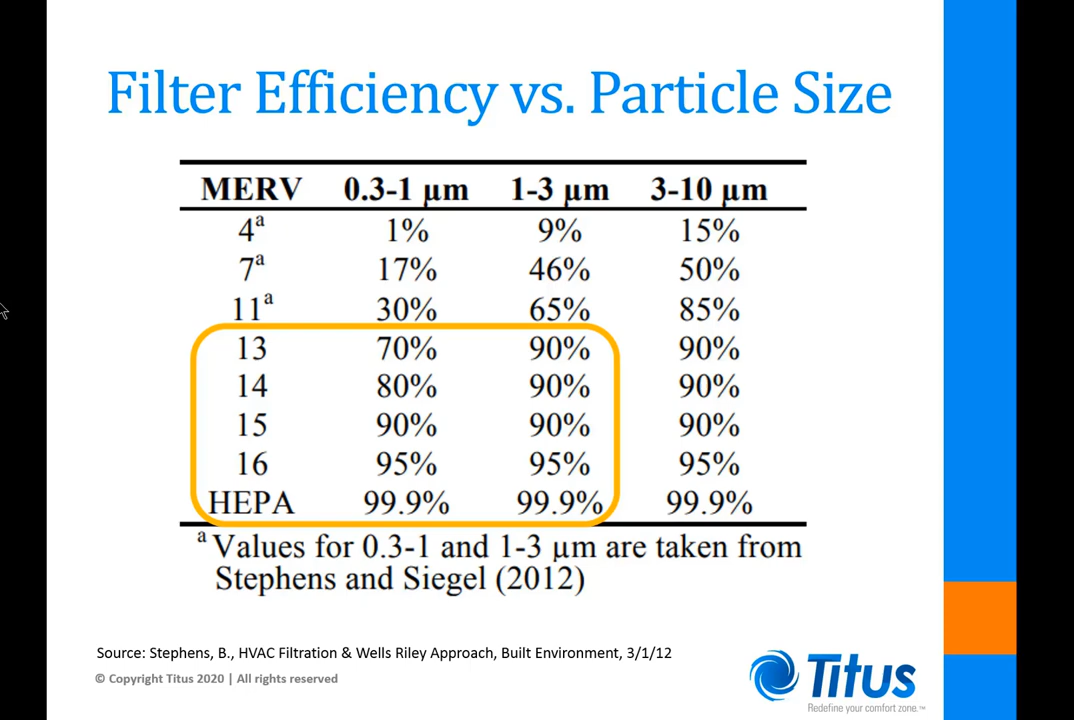 Filter Efficiency vs. Particle Size
MERV 0.3-1 µm 1-3 µm 3-10 µm
4ᵃ 1% 9% 15%
7ᵃ 17% 46% 50%
11ᵃ 30% 65% 85%
13 70% 90% 90%
14 80% 90% 90%
15 90% 90% 90%
16 95% 95% 95%
HEPA 99.9% 99.9% 99.9%
ᵃ Values for 0.3-1 and 1-3 µm are taken from
Stephens and Siegel (2012)
Source: Stephens, B., HVAC Filtration & Wells Riley Approach, Built Environment, 3/1/12
© Copyright Titus 2020 | All rights reserved
Titus
Redefine your comfort zone.™